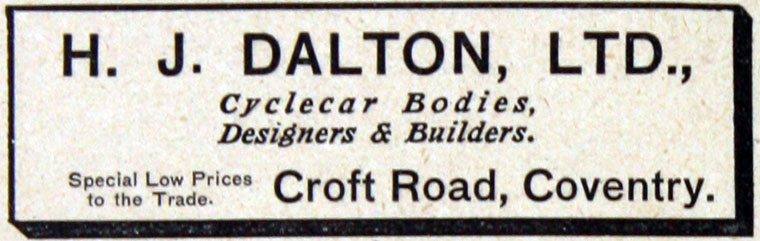 H. J. DALTON, LTD.,
Cyclecar Bodies,
Designers & Builders.
Special Low Prices
to the Trade.
Croft Road, Coventry.